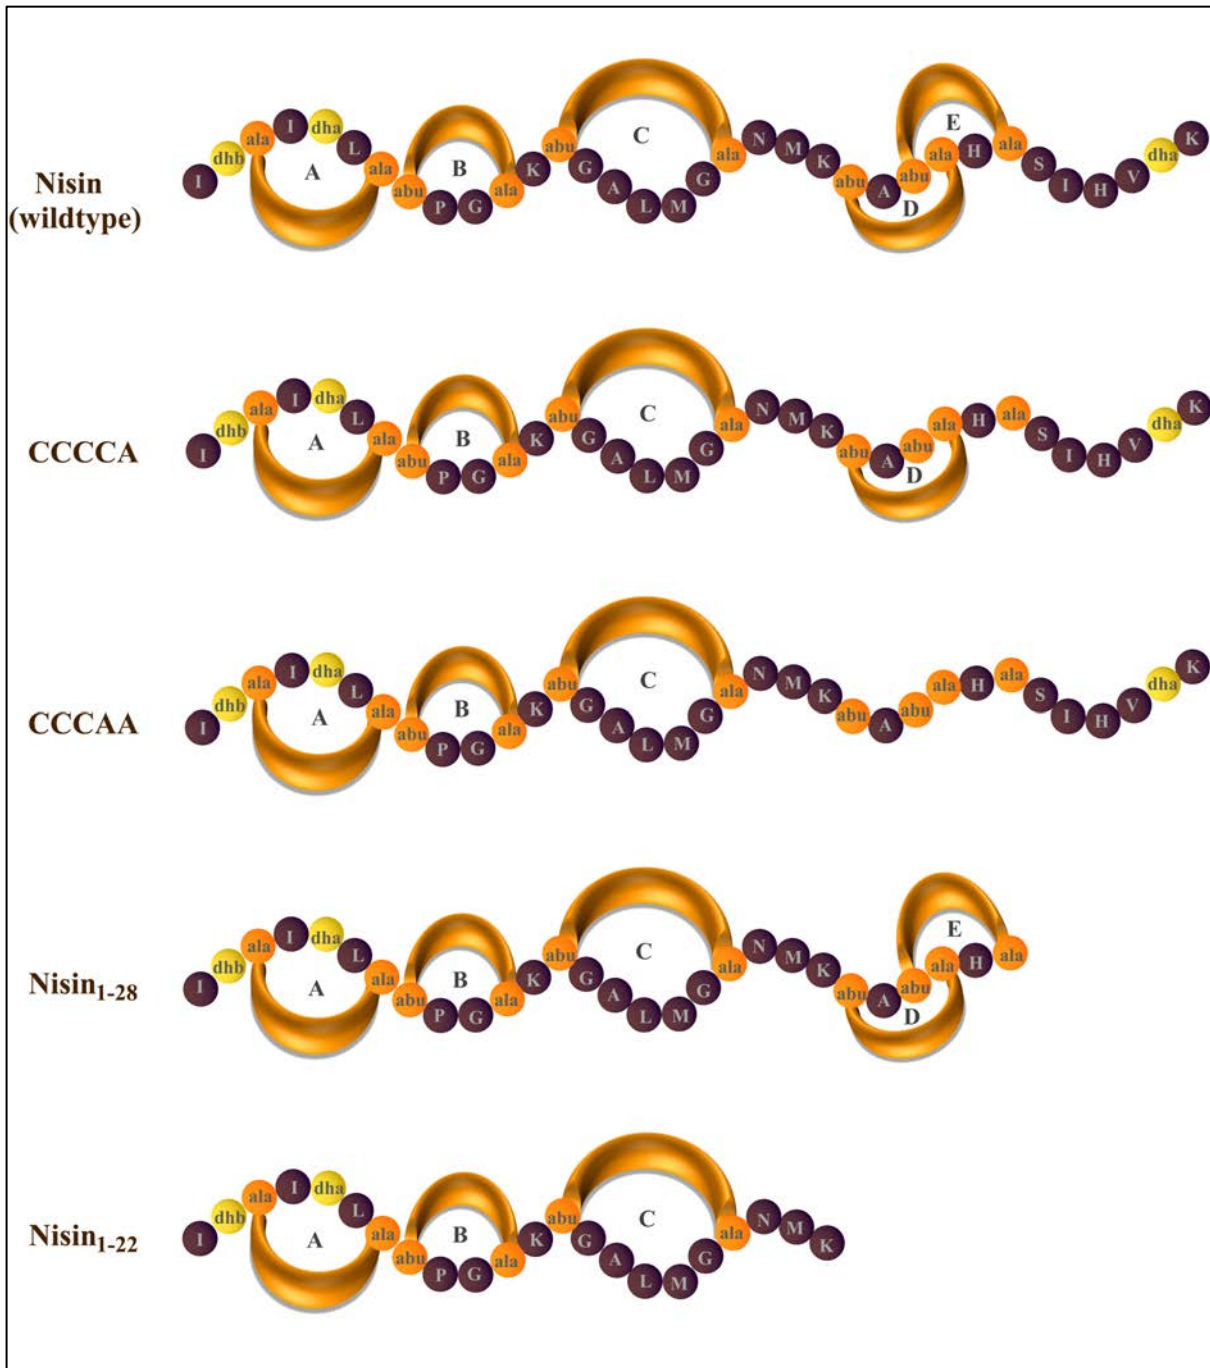 Nisin
(wildtype)
I dhb ala I dha L ala abu P G ala K abu G A L M G ala N M K abu A abu ala H ala S I H V dha K
A B C D E
CCCCA
I dhb ala I dha L ala abu P G ala K abu G A L M G ala N M K abu A abu ala H ala S I H V dha K
A B C D
CCCAA
I dhb ala I dha L ala abu P G ala K abu G A L M G ala N M K abu A abu ala H ala S I H V dha K
A B C
Nisin1-28
I dhb ala I dha L ala abu P G ala K abu G A L M G ala N M K abu A abu ala H ala
A B C D E
Nisin1-22
I dhb ala I dha L ala abu P G ala K abu G A L M G ala N M K
A B C